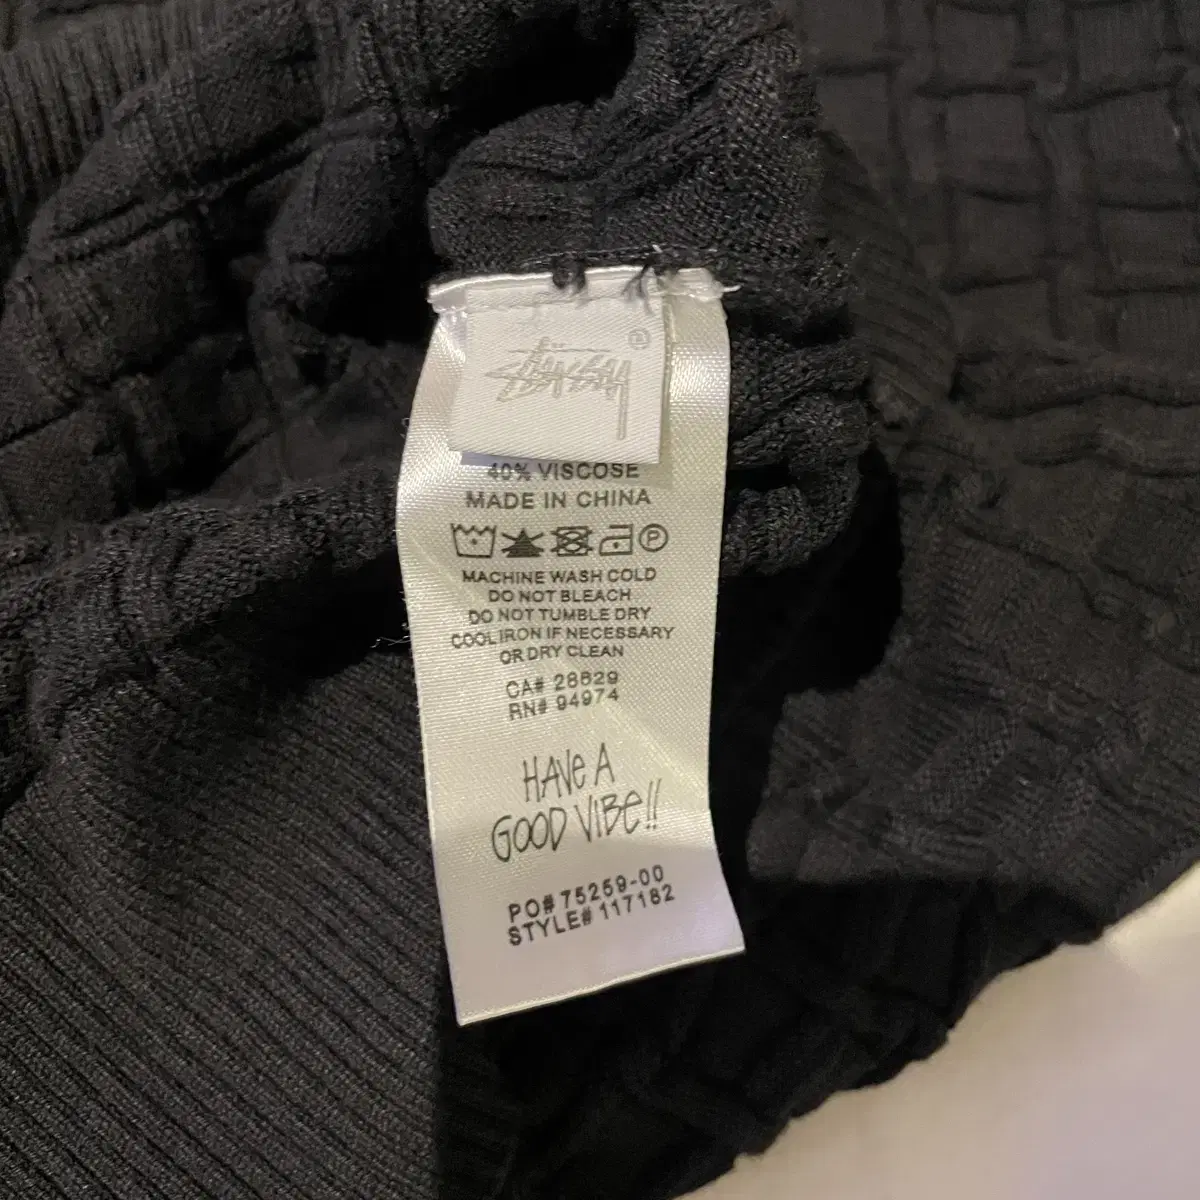 STÜSSY ®
40% VISCOSE
MADE IN CHINA
P
MACHINE WASH COLD
DO NOT BLEACH
DO NOT TUMBLE DRY
COOL IRON IF NECESSARY
OR DRY CLEAN
CA# 28629
RN# 94974
HAVE A
GOOD VIBE!!
PO# 75259-00
STYLE# 117182